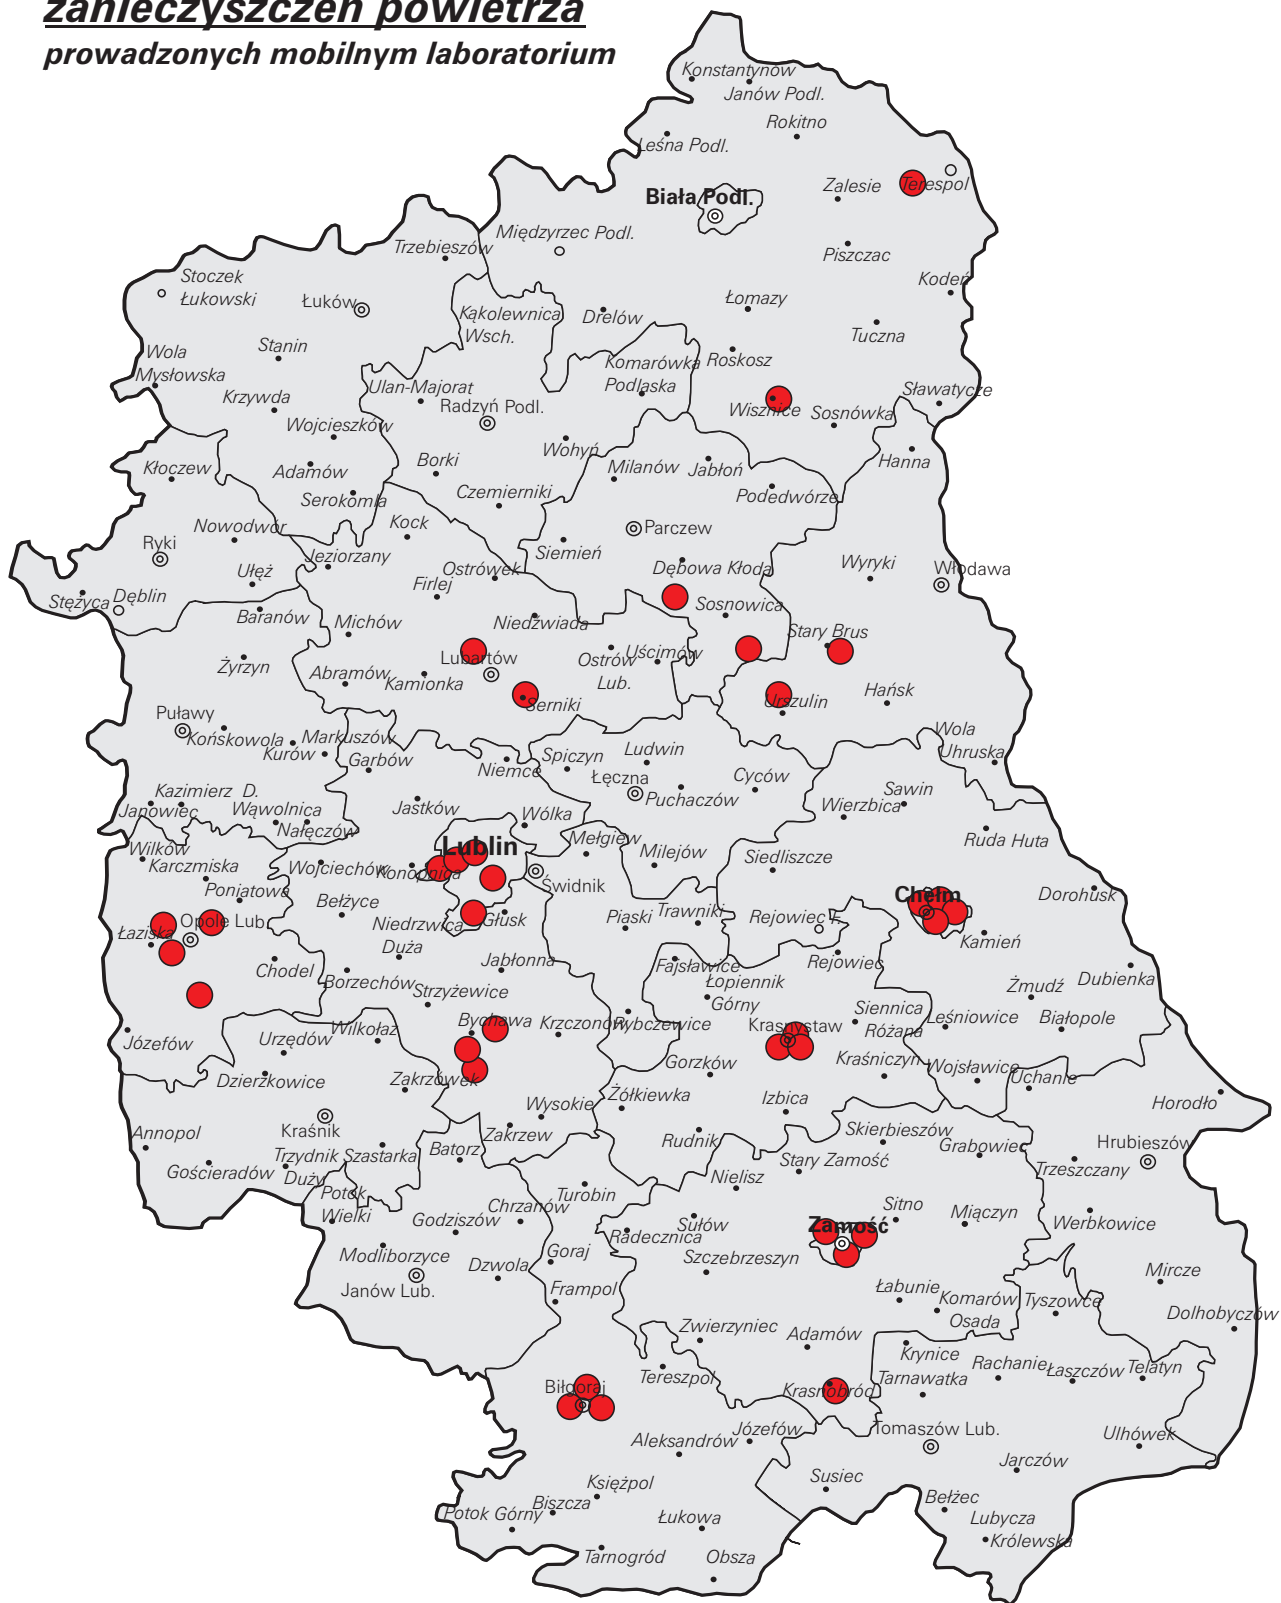 zanieczyszczeń powietrza
prowadzonych mobilnym laboratorium
Konstantynów
Janów Podl.
Rokitno
Leśna Podl.
Biała Podl.
Zalesie
Terespol
Międzyrzec Podl.
Trzebieszów
Piszczac
Stoczek
Łukowski
Łuków
Kodeń
Łomazy
Kąkolewnica
Wsch.
Drelów
Tuczna
Stanin
Wola
Mysłowska
Komarówka
Podlaska
Roskosz
Ulan-Majorat
Krzywda
Radzyń Podl.
Sławatycze
Wisznice
Sosnówka
Wojcieszków
Wohyń
Hanna
Kłoczew
Adamów
Borki
Milanów
Jabłoń
Serokomla
Czemierniki
Podedwórze
Nowodwór
Kock
Parczew
Ryki
Jeziorzany
Siemień
Ułęż
Ostrówek
Firlej
Dębowa Kłoda
Wyryki
Włodawa
Stężyca
Dęblin
Baranów
Michów
Niedźwiada
Sosnowica
Stary Brus
Żyrzyn
Abramów
Lubartów
Kamionka
Ostrów
Lub.
Uścimów
Serniki
Urszulin
Hańsk
Puławy
Końskowola
Markuszów
Kurów
Garbów
Niemce
Spiczyn
Ludwin
Wola
Uhruska
Łęczna
Cyców
Puchaczów
Sawin
Wierzbica
Kazimierz D.
Janowiec
Wąwolnica
Nałęczów
Jastków
Wólka
Mełgiew
Ruda Huta
Wilków
Karczmiska
Wojciechów
Konopnica
Lublin
Milejów
Siedliszcze
Świdnik
Poniatowa
Bełżyce
Chełm
Dorohusk
Opole Lub.
Łaziska
Niedrzwica
Duża
Głusk
Piaski
Trawniki
Rejowiec F.
Kamień
Chodel
Borzechów
Jabłonna
Fajsławice
Rejowiec
Dubienka
Strzyżewice
Łopiennik
Górny
Żmudź
Józefów
Urzędów
Wilkołaz
Bychawa
Krzczonów
Rybczewice
Krasnystaw
Siennica
Różana
Leśniowice
Białopole
Dzierzkowice
Zakrzówek
Gorzków
Kraśniczyn
Wojsławice
Uchanie
Wysokie
Żółkiewka
Izbica
Horodło
Annopol
Kraśnik
Zakrzew
Rudnik
Skierbieszów
Grabowiec
Hrubieszów
Gościeradów
Trzydnik
Duży
Szastarka
Batorz
Stary Zamość
Trzeszczany
Potok
Wielki
Chrzanów
Turobin
Nielisz
Sitno
Miączyn
Werbkowice
Godziszów
Radecznica
Sułów
Zamość
Modliborzyce
Goraj
Szczebrzeszyn
Mircze
Janów Lub.
Dzwola
Frampol
Łabunie
Komarów
Osada
Tyszowce
Dolhobyczów
Zwierzyniec
Adamów
Krynice
Tarnawatka
Rachanie
Łaszczów
Telatyn
Biłgoraj
Tereszpol
Krasnobród
Aleksandrów
Józefów
Tomaszów Lub.
Ulhówek
Jarczów
Księżpol
Susiec
Biszcza
Potok Górny
Łukowa
Bełżec
Lubycza
Królewska
Tarnogród
Obsza